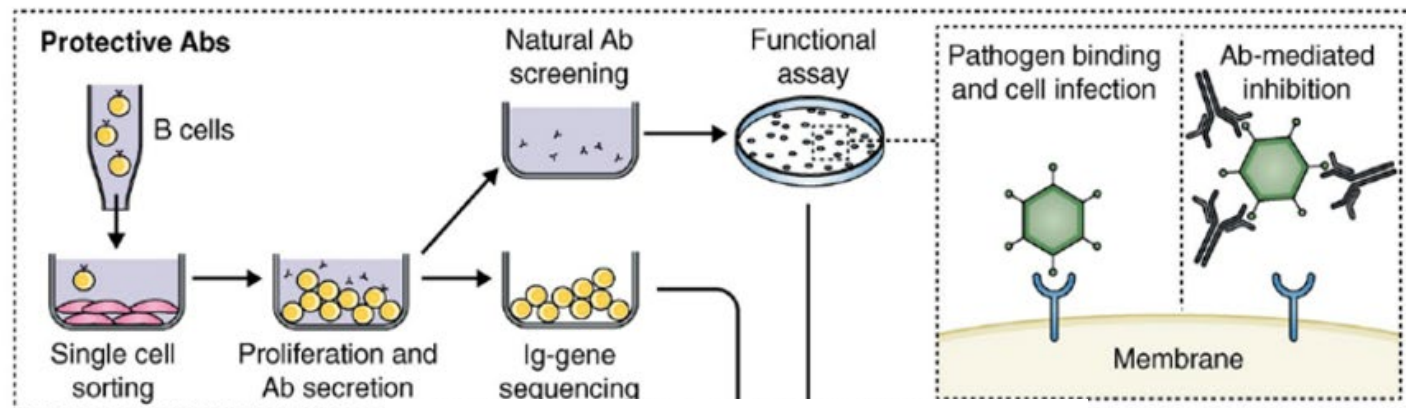 Protective Abs
B cells
Natural Ab
screening
Functional
assay
Pathogen binding
and cell infection
Ab-mediated
inhibition
Single cell
sorting
Proliferation and
Ab secretion
Ig-gene
sequencing
Membrane